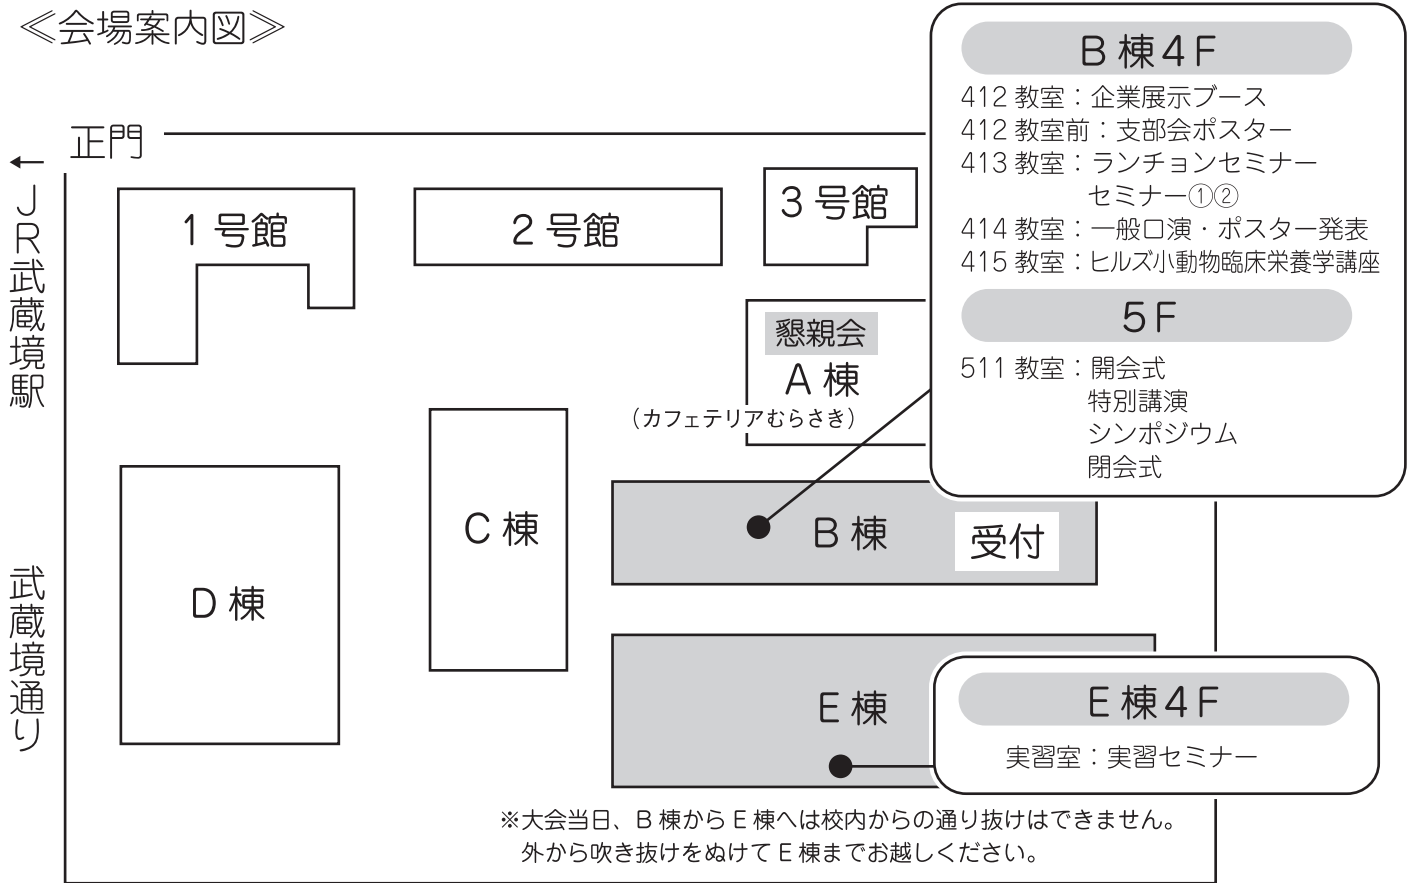 ≪会場案内図≫
正門
←
JR武蔵境駅
武蔵境通り
1号館
2号館
3号館
懇親会
A棟
（カフェテリアむらさき）
C棟
D棟
B棟
受付
E棟
B棟4F
412教室：企業展示ブース
412教室前：支部会ポスター
413教室：ランチョンセミナー
セミナー①②
414教室：一般口演・ポスター発表
415教室：ヒルズ小動物臨床栄養学講座
5F
511教室：開会式
特別講演
シンポジウム
閉会式
E棟4F
実習室：実習セミナー
※大会当日、B棟からE棟へは校内からの通り抜けはできません。
外から吹き抜けをぬけてE棟までお越しください。